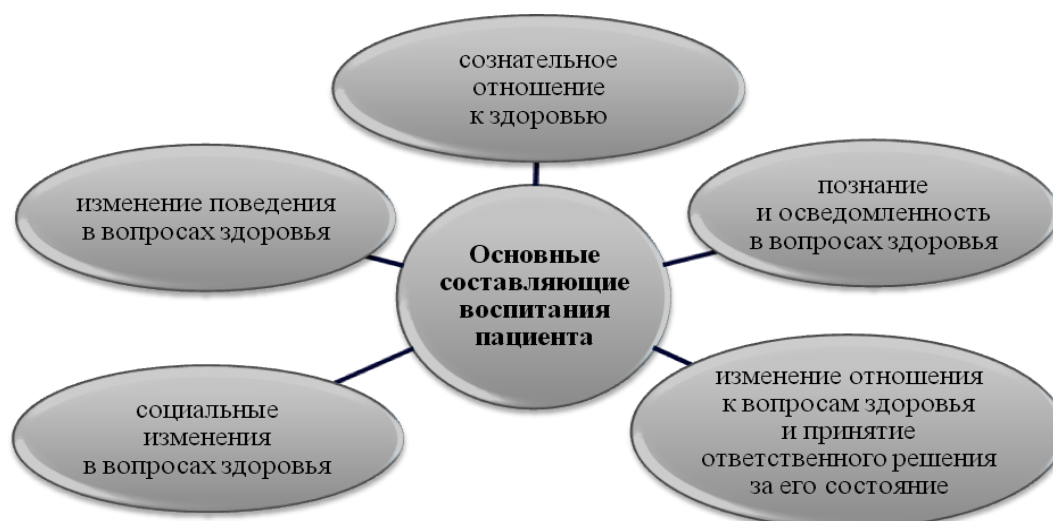 сознательное
отношение
к здоровью
изменение поведения
в вопросах здоровья
познание
и осведомленность
в вопросах здоровья
Основные
составляющие
воспитания
пациента
социальные
изменения
в вопросах здоровья
изменение отношения
к вопросам здоровья
и принятие
ответственного решения
за его состояние